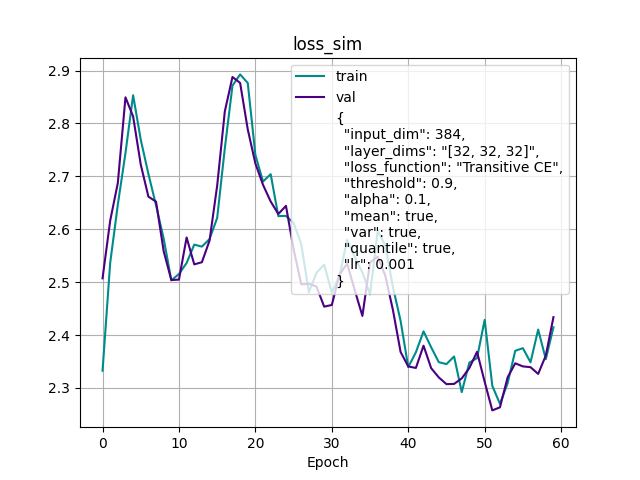 loss_sim
2.9
2.8
2.7
2.6
2.5
2.4
2.3
train
val
{
"input_dim": 384,
"layer_dims": "[32, 32, 32]",
"loss_function": "Transitive CE",
"threshold": 0.9,
"alpha": 0.1,
"mean": true,
"var": true,
"quantile": true,
"lr": 0.001
}
0 10 20 30 40 50 60
Epoch